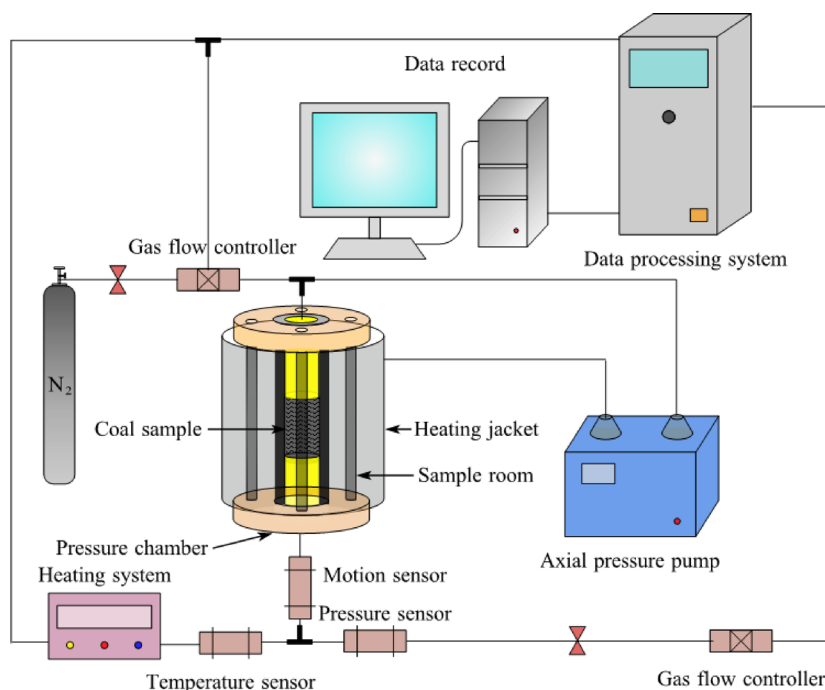 Data record
Gas flow controller
Data processing system
N₂
Coal sample
Heating jacket
Sample room
Pressure chamber
Axial pressure pump
Heating system
Motion sensor
Pressure sensor
Temperature sensor
Gas flow controller